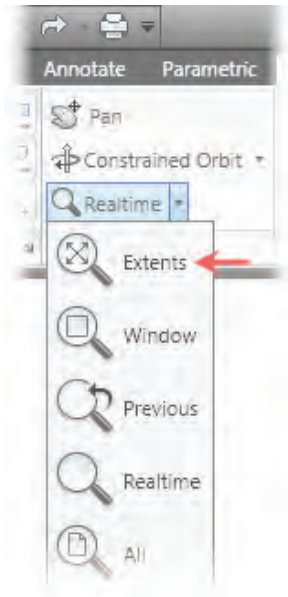 Annotate Parametric
Pan
Constrained Orbit
Realtime
Extents
Window
Previous
Realtime
All